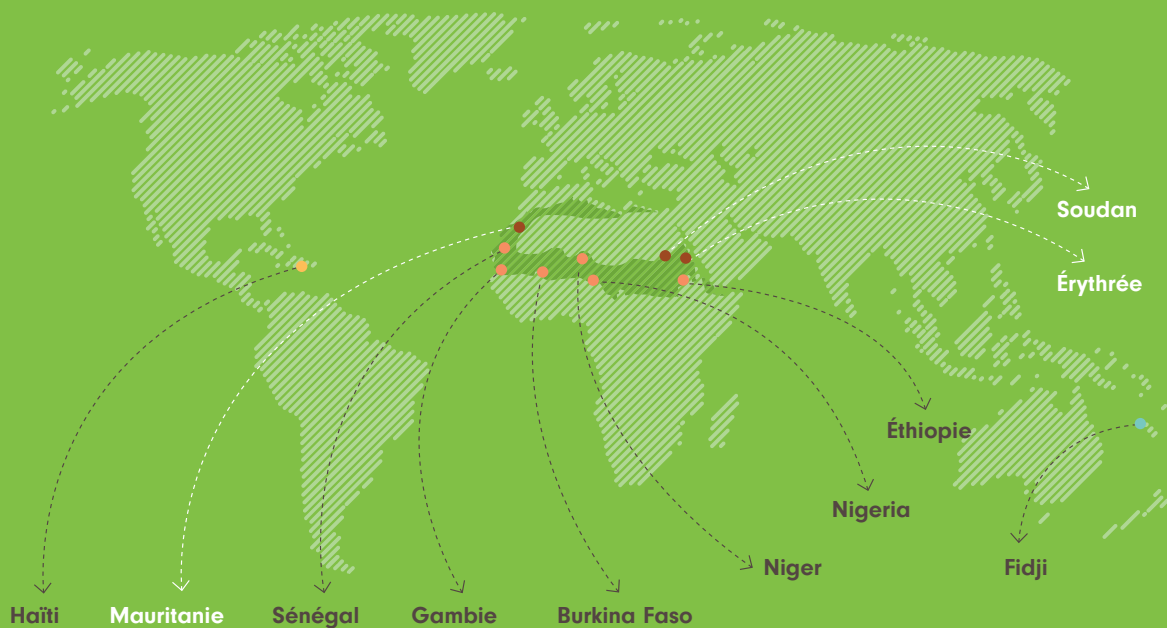 Soudan
Érythrée
Éthiopie
Nigeria
Niger
Fidji
Haïti
Mauritanie
Sénégal
Gambie
Burkina Faso